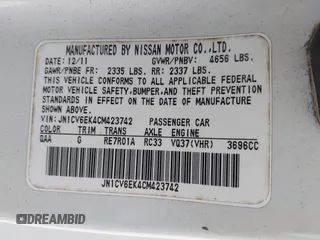 MANUFACTURED BY NISSAN MOTOR CO.,LTD.
DATE: 12/11 GVWR/PNBV: 4656 LBS.
GAWR/PNBE FR: 2335 LBS. RR: 2337 LBS.
THIS VEHICLE CONFORMS TO ALL APPLICABLE FEDERAL
MOTOR VEHICLE SAFETY,BUMPER,AND THEFT PREVENTION
STANDARDS IN EFFECT ON THE DATE OF MANUFACTURE
SHOWN ABOVE.
VIN: JN1CV6EK4CM423742 PASSENGER CAR
COLOR TRIM TRANS AXLE ENGINE
QAA G RE7R01A RC33 VQ37(VHR) 3696CC
JN1CV6EK4CM423742
DREAMBID